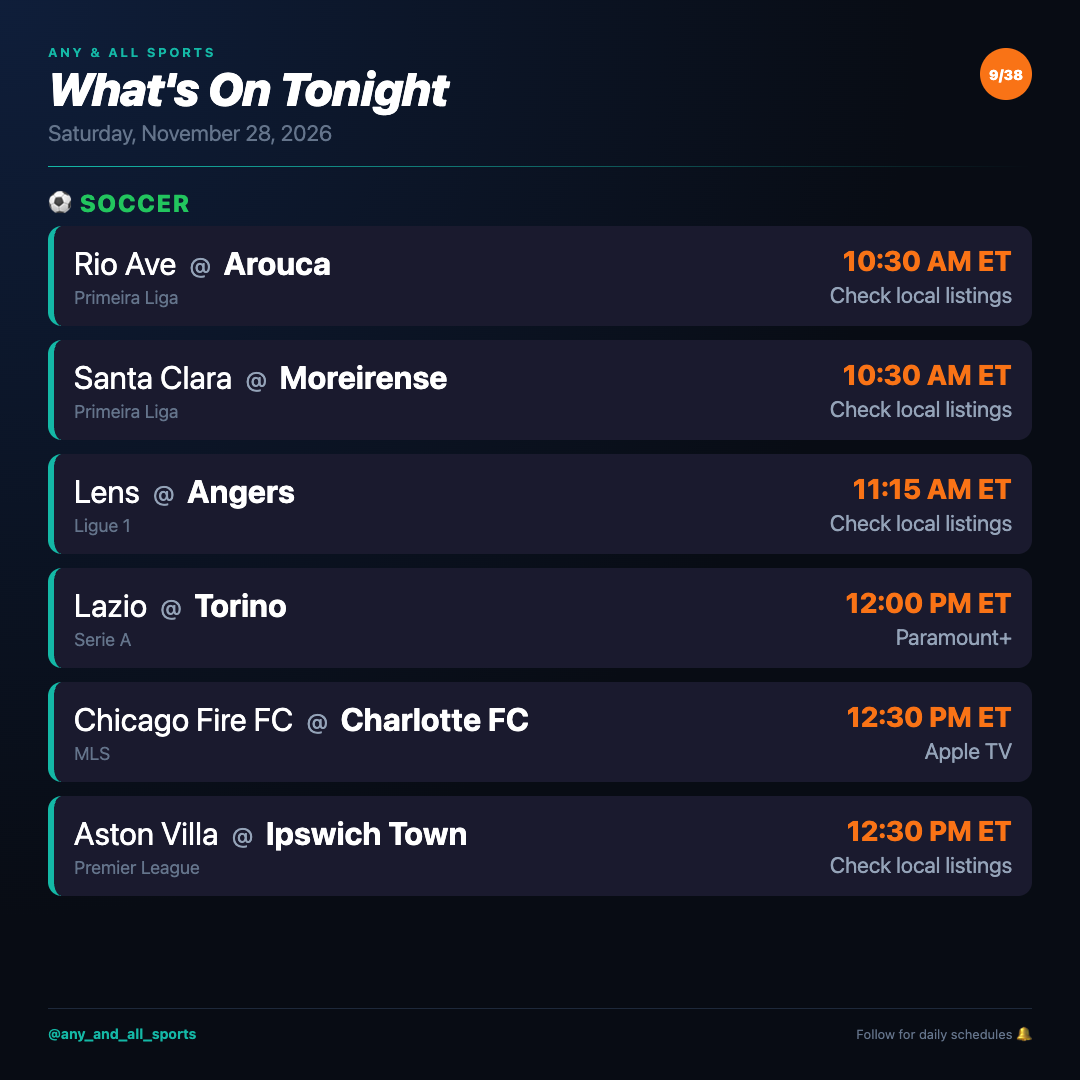 ANY & ALL SPORTS
What's On Tonight
9/38
Saturday, November 28, 2026
⚽ SOCCER
Rio Ave @ Arouca
10:30 AM ET
Primeira Liga
Check local listings
Santa Clara @ Moreirense
10:30 AM ET
Primeira Liga
Check local listings
Lens @ Angers
11:15 AM ET
Ligue 1
Check local listings
Lazio @ Torino
12:00 PM ET
Serie A
Paramount+
Chicago Fire FC @ Charlotte FC
12:30 PM ET
MLS
Apple TV
Aston Villa @ Ipswich Town
12:30 PM ET
Premier League
Check local listings
@any_and_all_sports
Follow for daily schedules 🔔